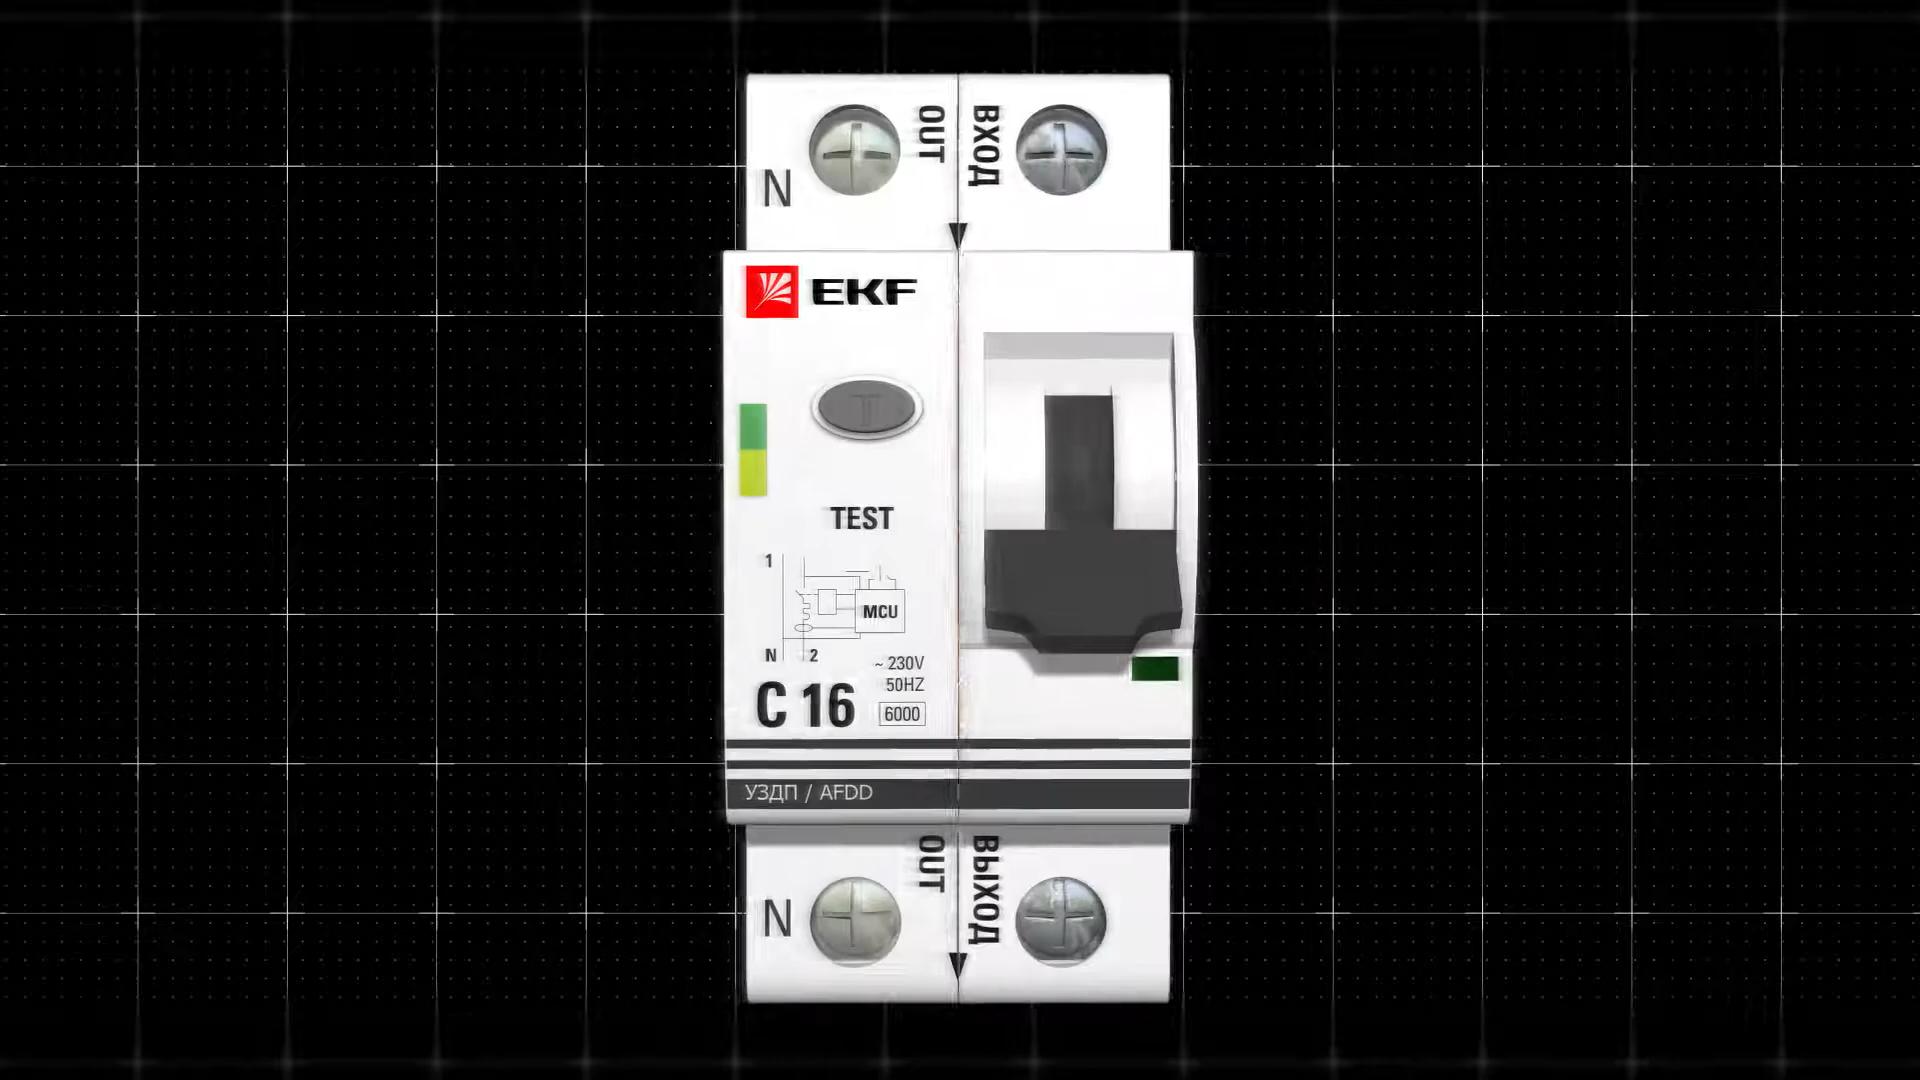 OUT
ВХОД
N
EKF
T
TEST
1
MCU
N 2
~ 230V
50HZ
C 16
6000
УЗДП / AFDD
OUT
ВЫХОД
N